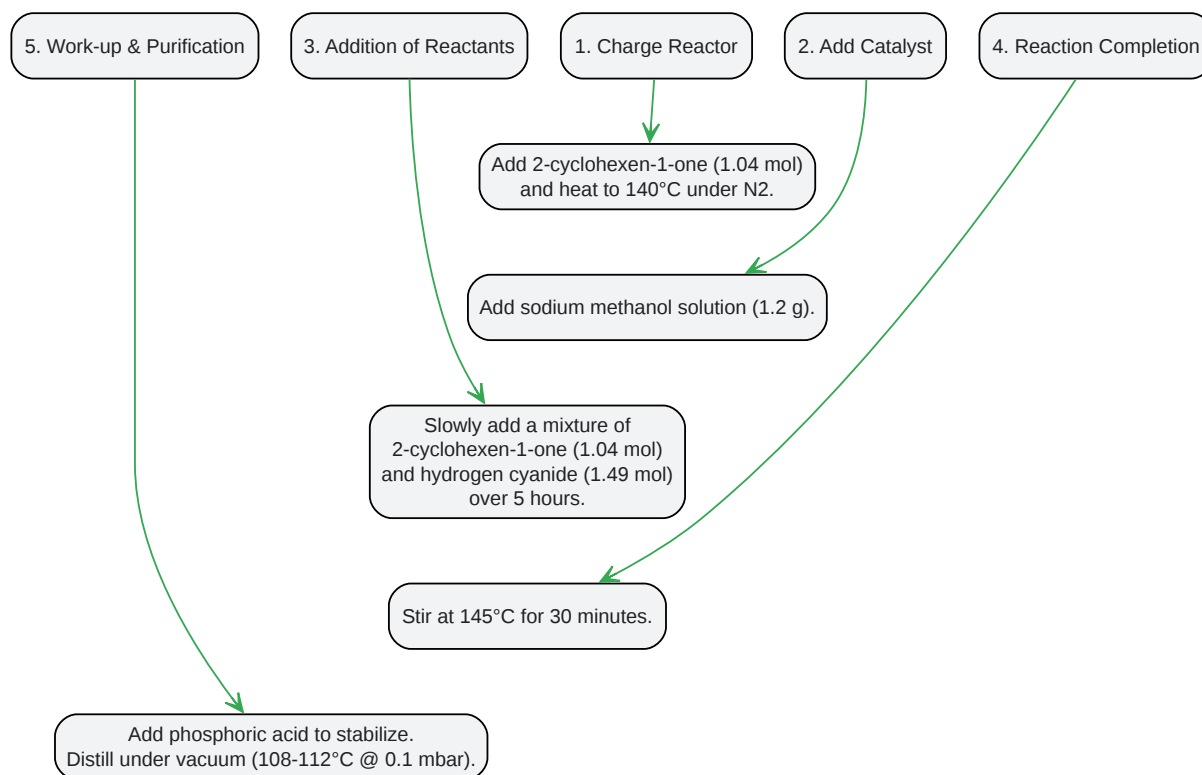 5. Work-up & Purification
3. Addition of Reactants
1. Charge Reactor
2. Add Catalyst
4. Reaction Completion
Add 2-cyclohexen-1-one (1.04 mol)
and heat to 140°C under N2.
Add sodium methanol solution (1.2 g).
Slowly add a mixture of
2-cyclohexen-1-one (1.04 mol)
and hydrogen cyanide (1.49 mol)
over 5 hours.
Stir at 145°C for 30 minutes.
Add phosphoric acid to stabilize.
Distill under vacuum (108-112°C @ 0.1 mbar).